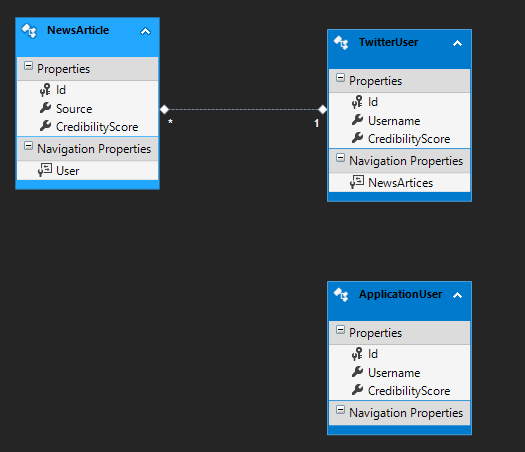 NewsArticle
Properties
Id
Source
CredibilityScore
Navigation Properties
User
*
1
TwitterUser
Properties
Id
Username
CredibilityScore
Navigation Properties
NewsArtices
ApplicationUser
Properties
Id
Username
CredibilityScore
Navigation Properties